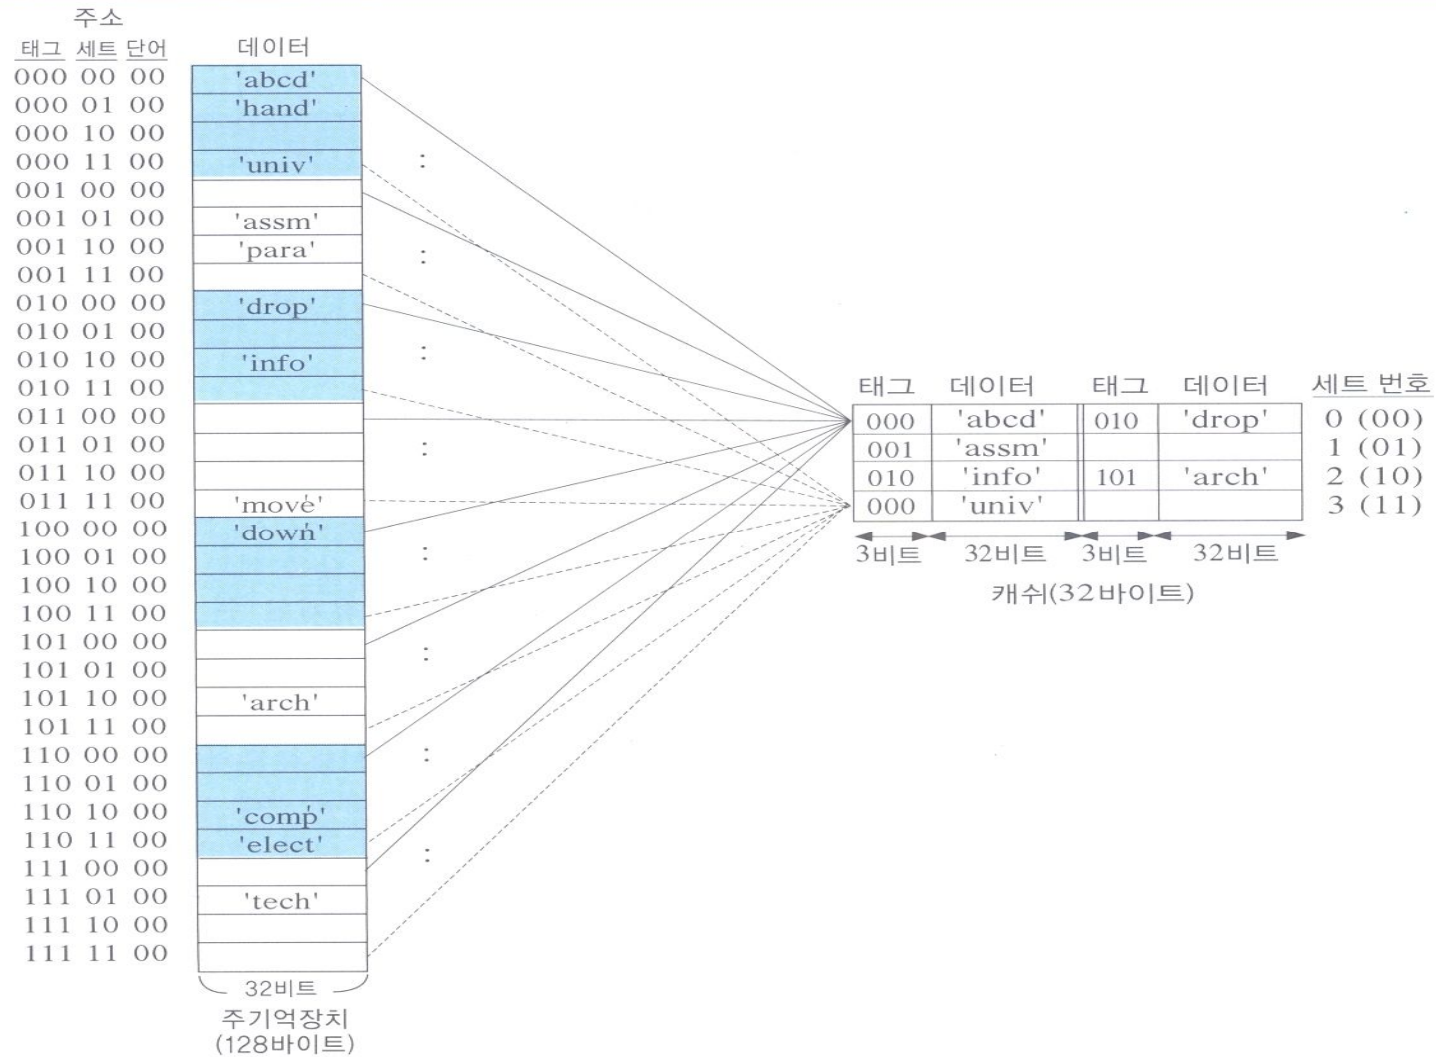 주소
태그 세트 단어 데이터
000 00 00 'abcd'
000 01 00 'hand'
000 10 00
000 11 00 'univ' :
001 00 00
001 01 00 'assm'
001 10 00 'para' :
001 11 00
010 00 00 'drop'
010 01 00 :
010 10 00 'info'
010 11 00
태그 데이터 태그 데이터 세트 번호
011 00 00 000 'abcd' 010 'drop' 0 (00)
011 01 00 : 001 'assm' 1 (01)
011 10 00 010 'info' 101 'arch' 2 (10)
011 11 00 'move' 000 'univ' 3 (11)
100 00 00 'down'
100 01 00 : 3비트 32비트 3비트 32비트
100 10 00 캐쉬(32바이트)
100 11 00
101 00 00 :
101 01 00
101 10 00 'arch'
101 11 00
110 00 00 :
110 01 00
110 10 00 'comp'
110 11 00 'elect' :
111 00 00
111 01 00 'tech'
111 10 00
111 11 00
32비트
주기억장치
(128바이트)